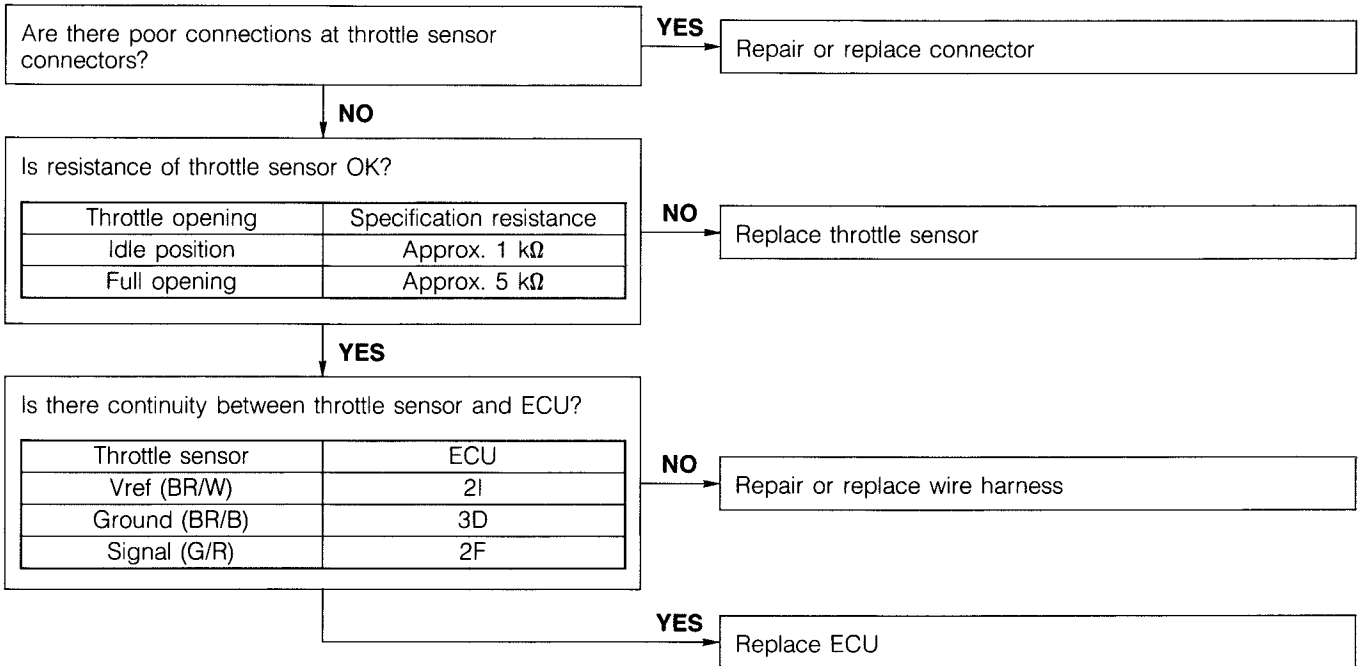 Are there poor connections at throttle sensor
connectors?
YES
Repair or replace connector
NO
Is resistance of throttle sensor OK?
Throttle opening Specification resistance
Idle position Approx. 1 kΩ
Full opening Approx. 5 kΩ
NO
Replace throttle sensor
YES
Is there continuity between throttle sensor and ECU?
Throttle sensor ECU
Vref (BR/W) 2I
Ground (BR/B) 3D
Signal (G/R) 2F
NO
Repair or replace wire harness
YES
Replace ECU